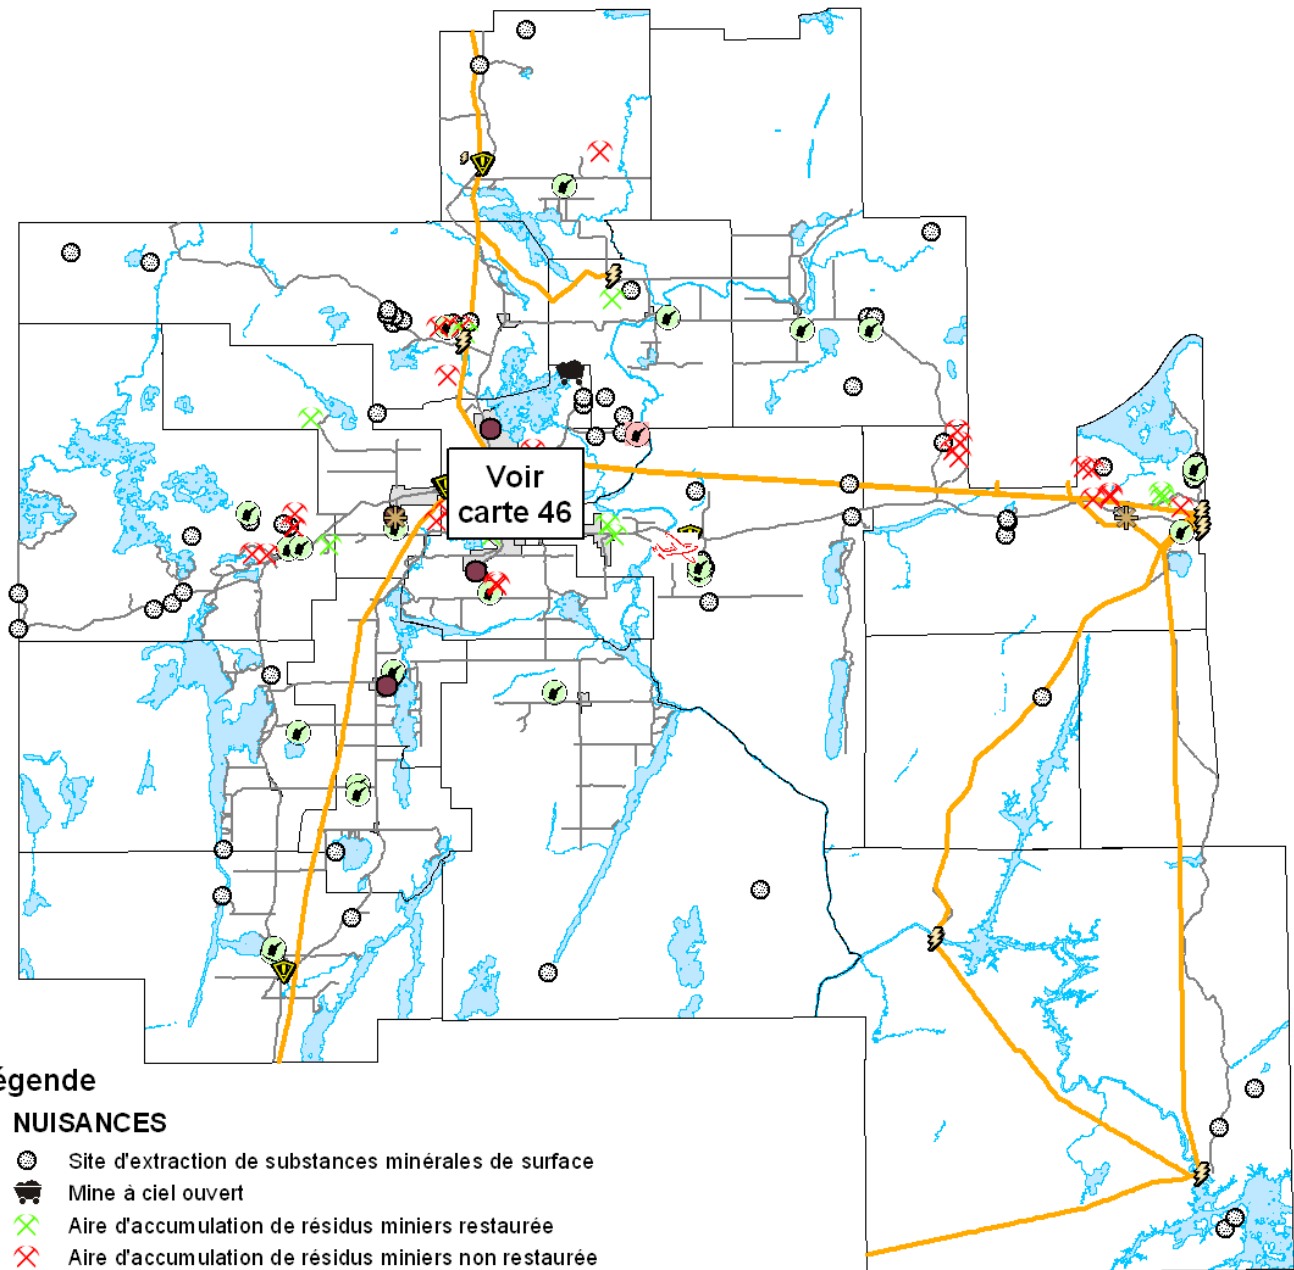 Voir
carte 46
égende
NUISANCES
Site d'extraction de substances minérales de surface
Mine à ciel ouvert
Aire d'accumulation de résidus miniers restaurée
Aire d'accumulation de résidus miniers non restaurée